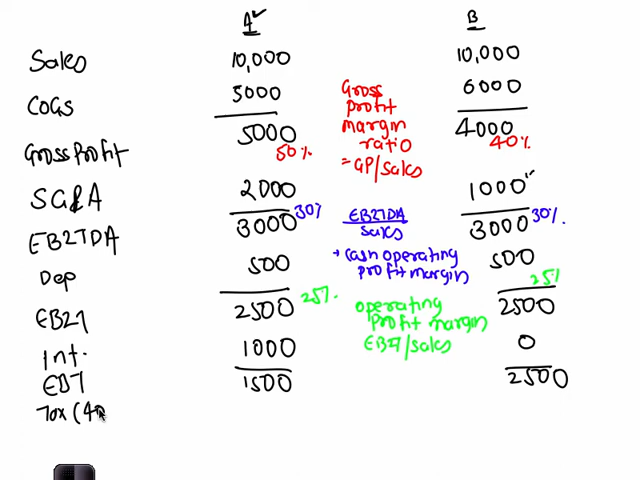 A B
Sales 10,000 10,000
COGS 5000 6000
Gross Profit 5000 4000
50% 40%
Gross
Profit
margin
ratio
= GP/Sales
SG&A 2000 1000
EBITDA 3000 30% 3000 30%.
EBITDA
Sales
→ Cash operating
profit margin
Dep 500 500
EBIT 2500 25%. 2500 25%
operating
Profit margin
EBIT/Sales
Int. 1000 0
EBT 1500 2500
Tax (40